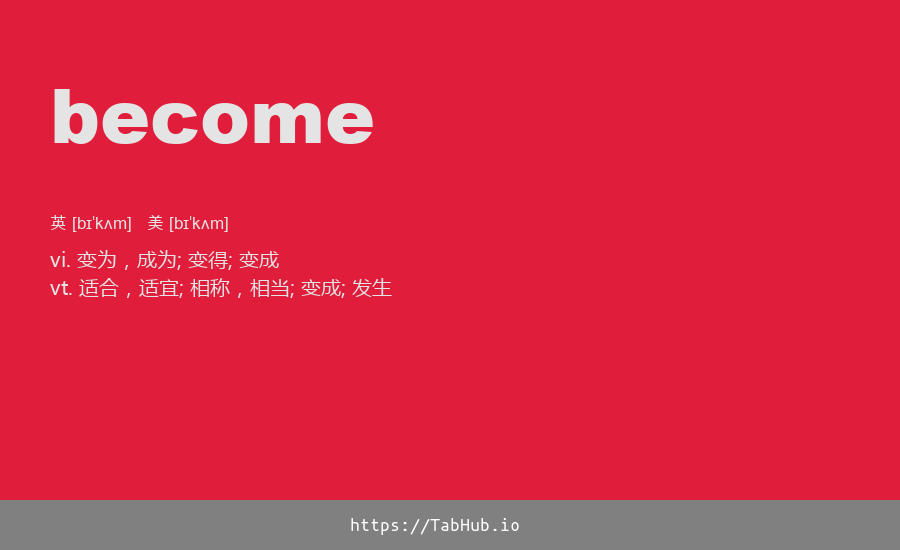 become
英 [bɪˈkʌm] 美 [bɪˈkʌm]
vi. 变为，成为; 变得; 变成
vt. 适合，适宜; 相称，相当; 变成; 发生
https://TabHub.io